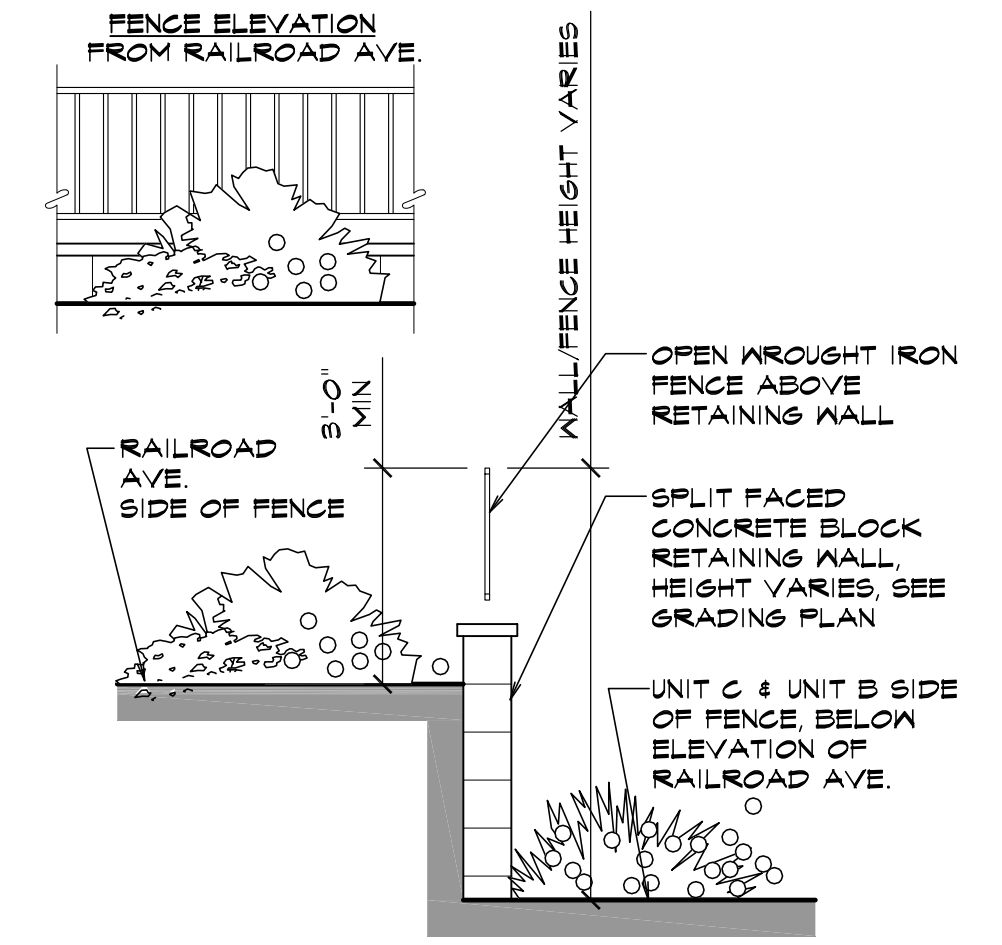 FENCE ELEVATION
FROM RAILROAD AVE.
WALL/FENCE HEIGHT VARIES
3'-0"
MIN
OPEN WROUGHT IRON
FENCE ABOVE
RETAINING WALL
RAILROAD
AVE.
SIDE OF FENCE
SPLIT FACED
CONCRETE BLOCK
RETAINING WALL,
HEIGHT VARIES, SEE
GRADING PLAN
UNIT C & UNIT B SIDE
OF FENCE, BELOW
ELEVATION OF
RAILROAD AVE.